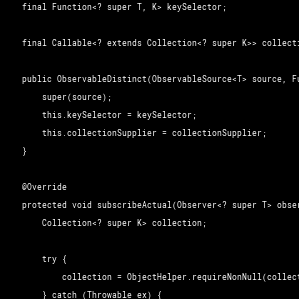 final Function<? super T, K> keySelector;
final Callable<? extends Collection<? super K>> collecti
public ObservableDistinct(ObservableSource<T> source, Fu
super(source);
this.keySelector = keySelector;
this.collectionSupplier = collectionSupplier;
}
@Override
protected void subscribeActual(Observer<? super T> obser
Collection<? super K> collection;
try {
collection = ObjectHelper.requireNonNull(collect
} catch (Throwable ex) {